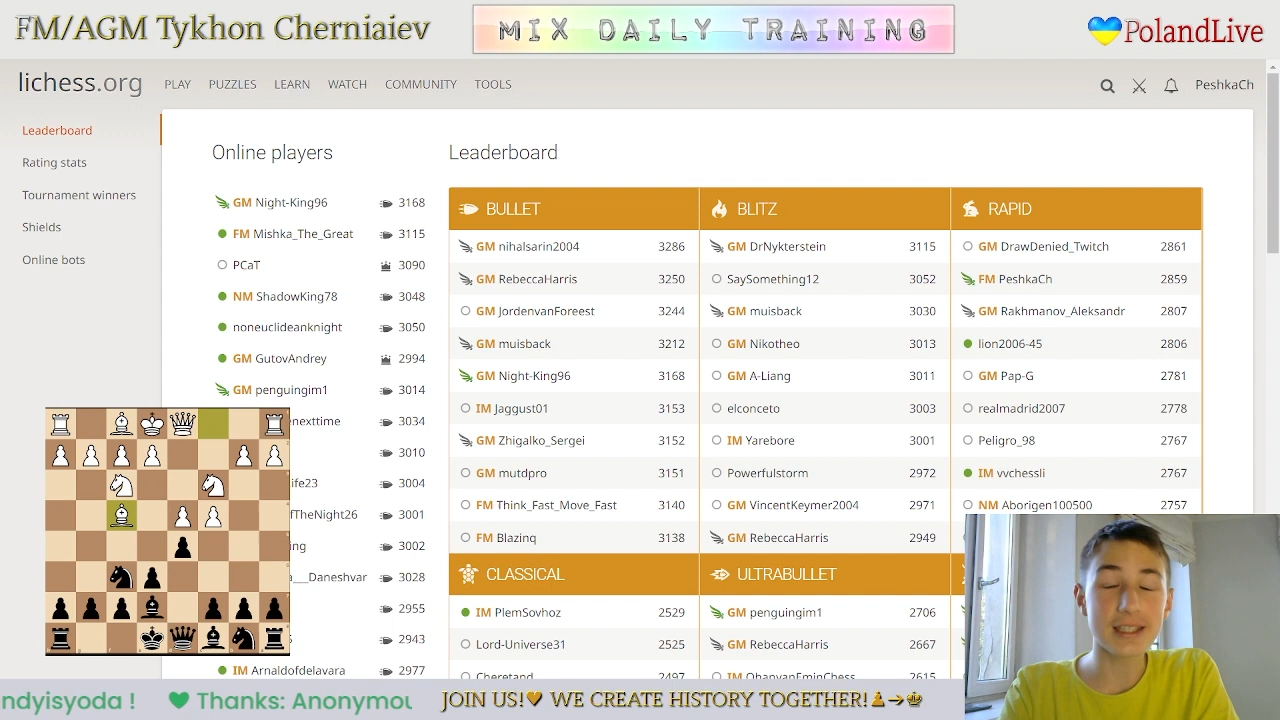 FM/AGM Tykhon Cherniaiev
MIX DAILY TRAINING
PolandLive
lichess.org PLAY PUZZLES LEARN WATCH COMMUNITY TOOLS PeshkaCh
Leaderboard
Rating stats
Tournament winners
Shields
Online bots
Online players
GM Night-King96 3168
FM Mishka_The_Great 3115
PCaT 3090
NM ShadowKing78 3048
noneuclideanknight 3050
GM GutovAndrey 2994
GM penguingim1 3014
nexttime 3034
3010
ife23 3004
fTheNight26 3001
ing 3002
a___Daneshvar 3028
2955
2943
IM Arnaldofdelavara 2977
Leaderboard
BULLET
GM nihalsarin2004 3286
GM RebeccaHarris 3250
GM JordenvanForeest 3244
GM muisback 3212
GM Night-King96 3168
IM Jaggust01 3153
GM Zhigalko_Sergei 3152
GM mutdpro 3151
FM Think_Fast_Move_Fast 3140
FM Blazinq 3138
BLITZ
GM DrNykterstein 3115
SaySomething12 3052
GM muisback 3030
GM Nikotheo 3013
GM A-Liang 3011
elconceto 3003
IM Yarebore 3001
Powerfulstorm 2972
GM VincentKeymer2004 2971
GM RebeccaHarris 2949
RAPID
GM DrawDenied_Twitch 2861
FM PeshkaCh 2859
GM Rakhmanov_Aleksandr 2807
lion2006-45 2806
GM Pap-G 2781
realmadrid2007 2778
Peligro_98 2767
IM vvchessli 2767
NM Aborigen100500 2757
CLASSICAL
IM PlemSovhoz 2529
Lord-Universe31 2525
Cheretand 2497
ULTRABULLET
GM penguingim1 2706
GM RebeccaHarris 2667
IM OhanyanEminChess 2615
ndyisyoda ! Thanks: Anonymou
JOIN US!♥ WE CREATE HISTORY TOGETHER!♟→♚